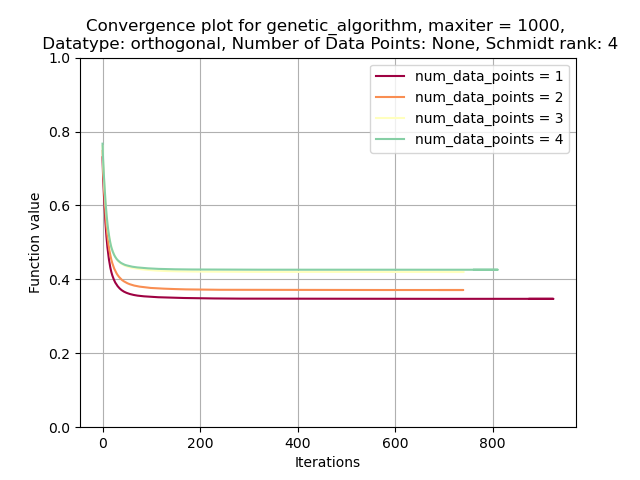 Convergence plot for genetic_algorithm, maxiter = 1000,
Datatype: orthogonal, Number of Data Points: None, Schmidt rank: 4
num_data_points = 1
num_data_points = 2
num_data_points = 3
num_data_points = 4
Function value
1.0
0.8
0.6
0.4
0.2
0.0
0 200 400 600 800
Iterations